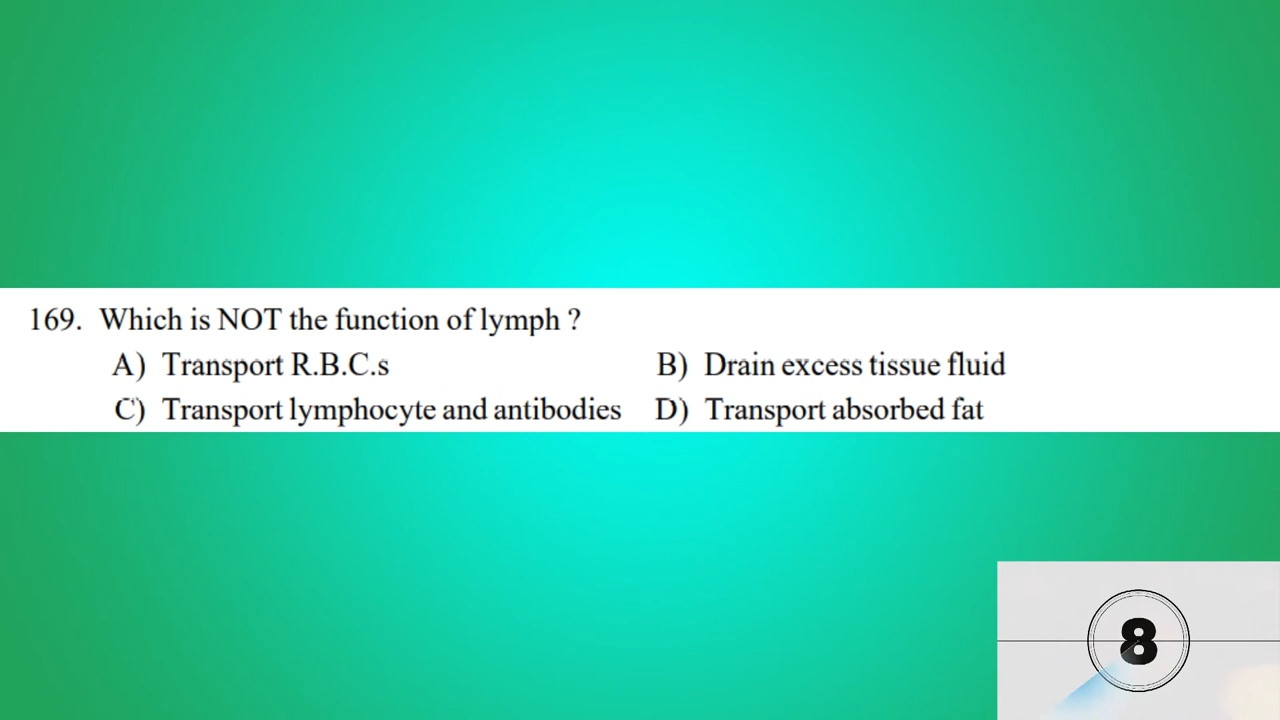 169. Which is NOT the function of lymph ?
A) Transport R.B.C.s B) Drain excess tissue fluid
C) Transport lymphocyte and antibodies D) Transport absorbed fat
8